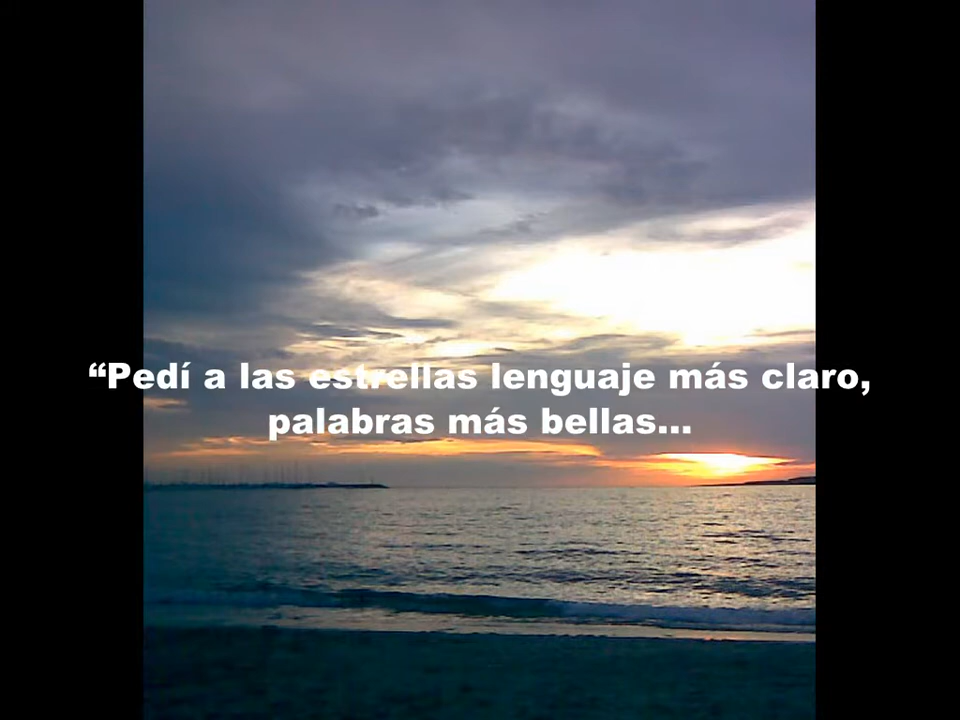 “Pedí a las estrellas lenguaje más claro,
palabras más bellas...